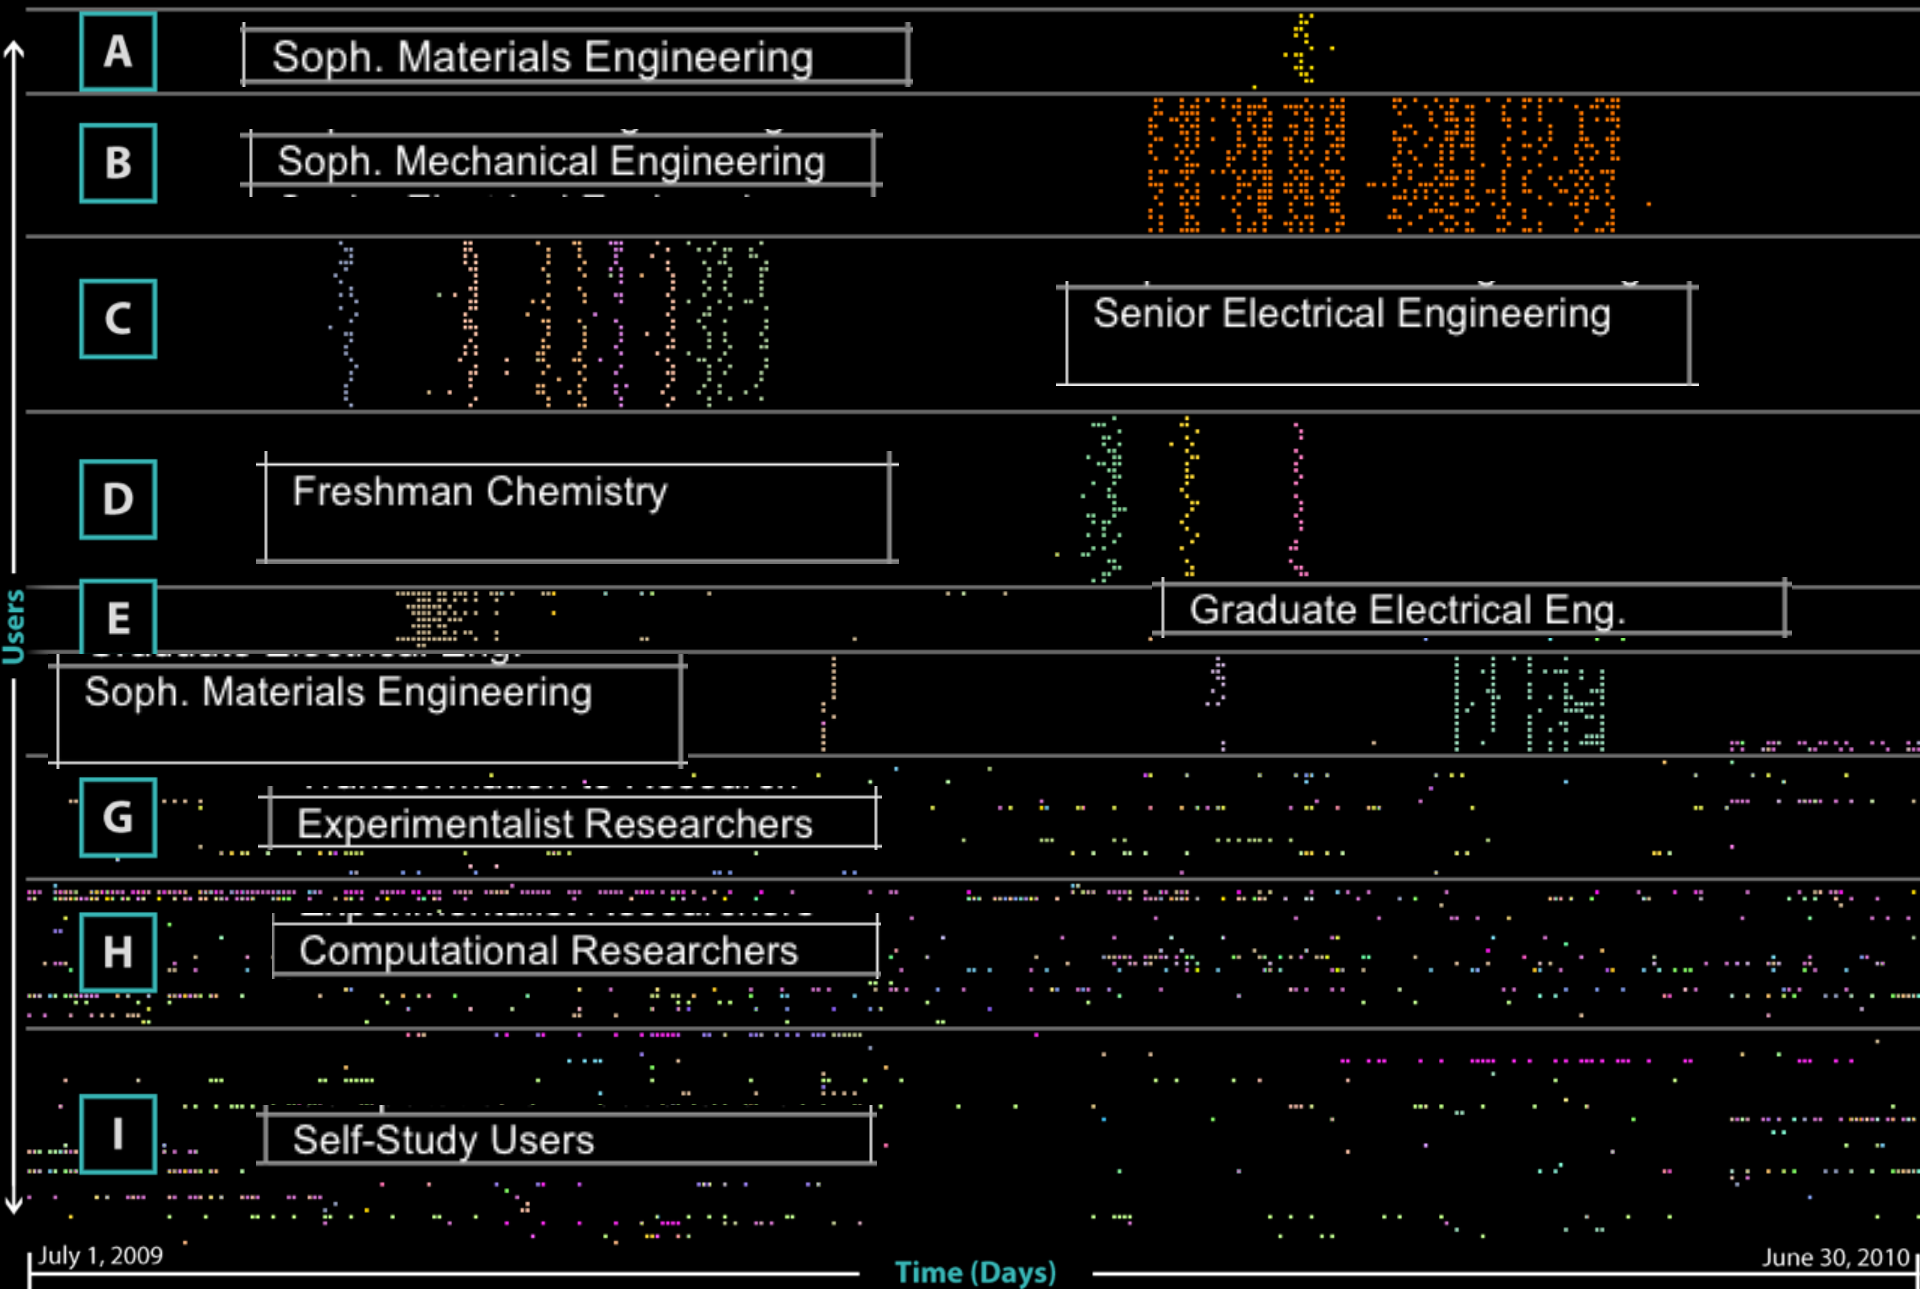 A
Soph. Materials Engineering
B
Soph. Mechanical Engineering
C
Senior Electrical Engineering
D
Freshman Chemistry
E
Graduate Electrical Eng.
Users
Soph. Materials Engineering
G
Experimentalist Researchers
H
Computational Researchers
I
Self-Study Users
July 1, 2009
June 30, 2010
Time (Days)